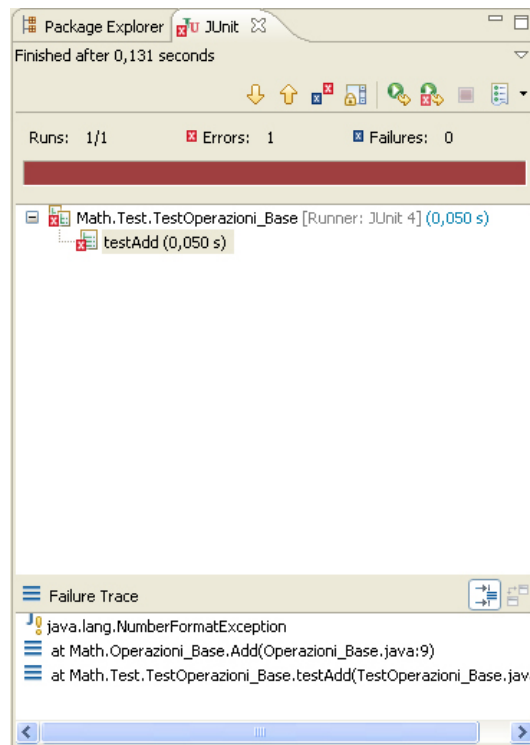 Package Explorer JUnit
Finished after 0,131 seconds
Runs: 1/1 Errors: 1 Failures: 0
Math.Test.TestOperazioni_Base [Runner: JUnit 4] (0,050 s)
testAdd (0,050 s)
Failure Trace
java.lang.NumberFormatException
at Math.Operazioni_Base.Add(Operazioni_Base.java:9)
at Math.Test.TestOperazioni_Base.testAdd(TestOperazioni_Base.jav